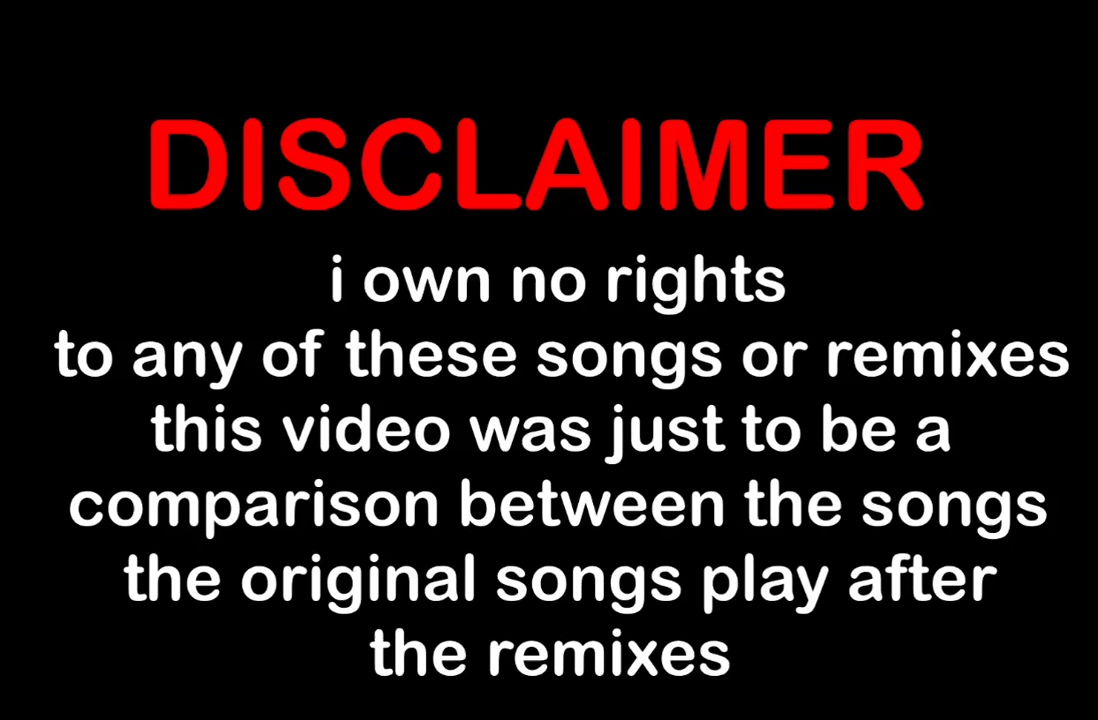 DISCLAIMER
i own no rights
to any of these songs or remixes
this video was just to be a
comparison between the songs
the original songs play after
the remixes